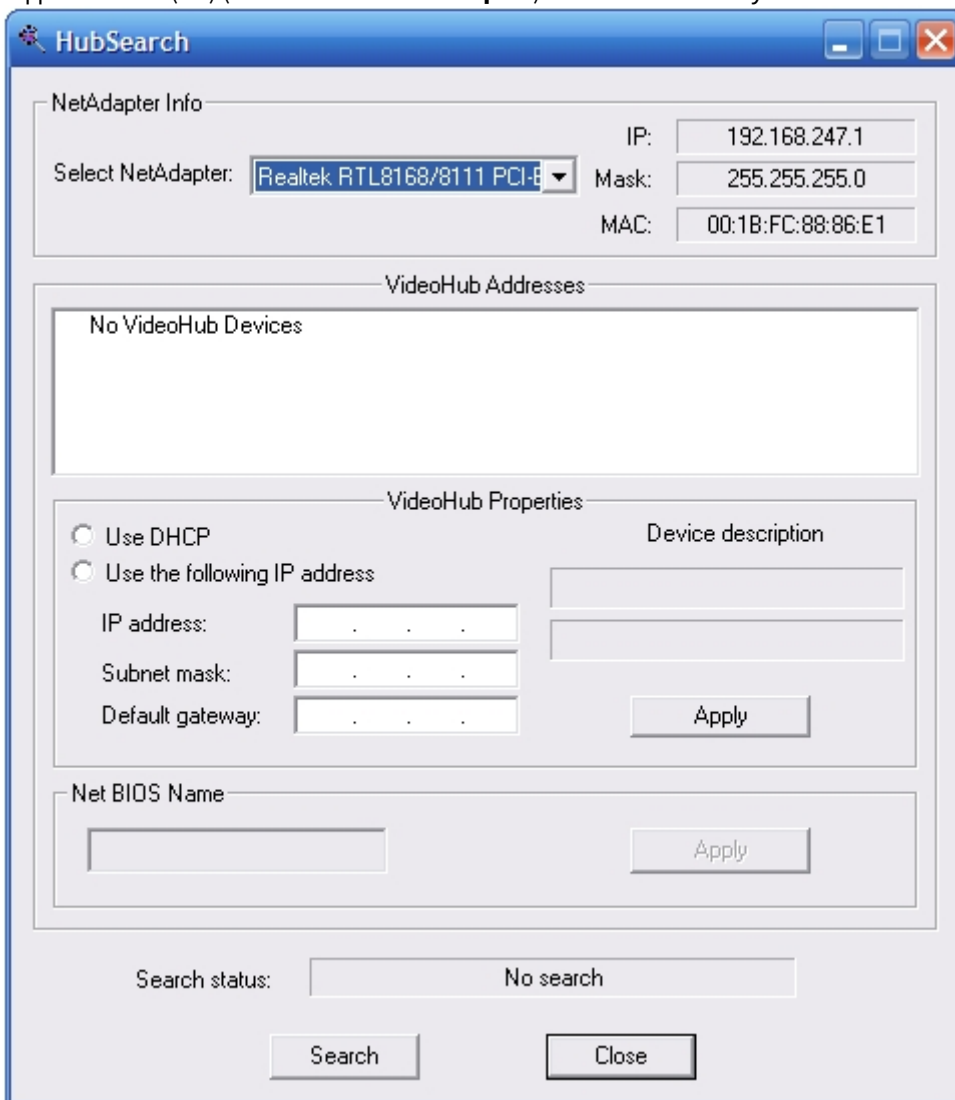 HubSearch
NetAdapter Info
IP: 192.168.247.1
Select NetAdapter: Realtek RTL8168/8111 PCI-E Mask: 255.255.255.0
MAC: 00:1B:FC:88:86:E1
VideoHub Addresses
No VideoHub Devices
VideoHub Properties
Use DHCP
Device description
Use the following IP address
IP address: . . .
Subnet mask: . . .
Default gateway: . . .
Apply
Net BIOS Name
Apply
Search status: No search
Search Close